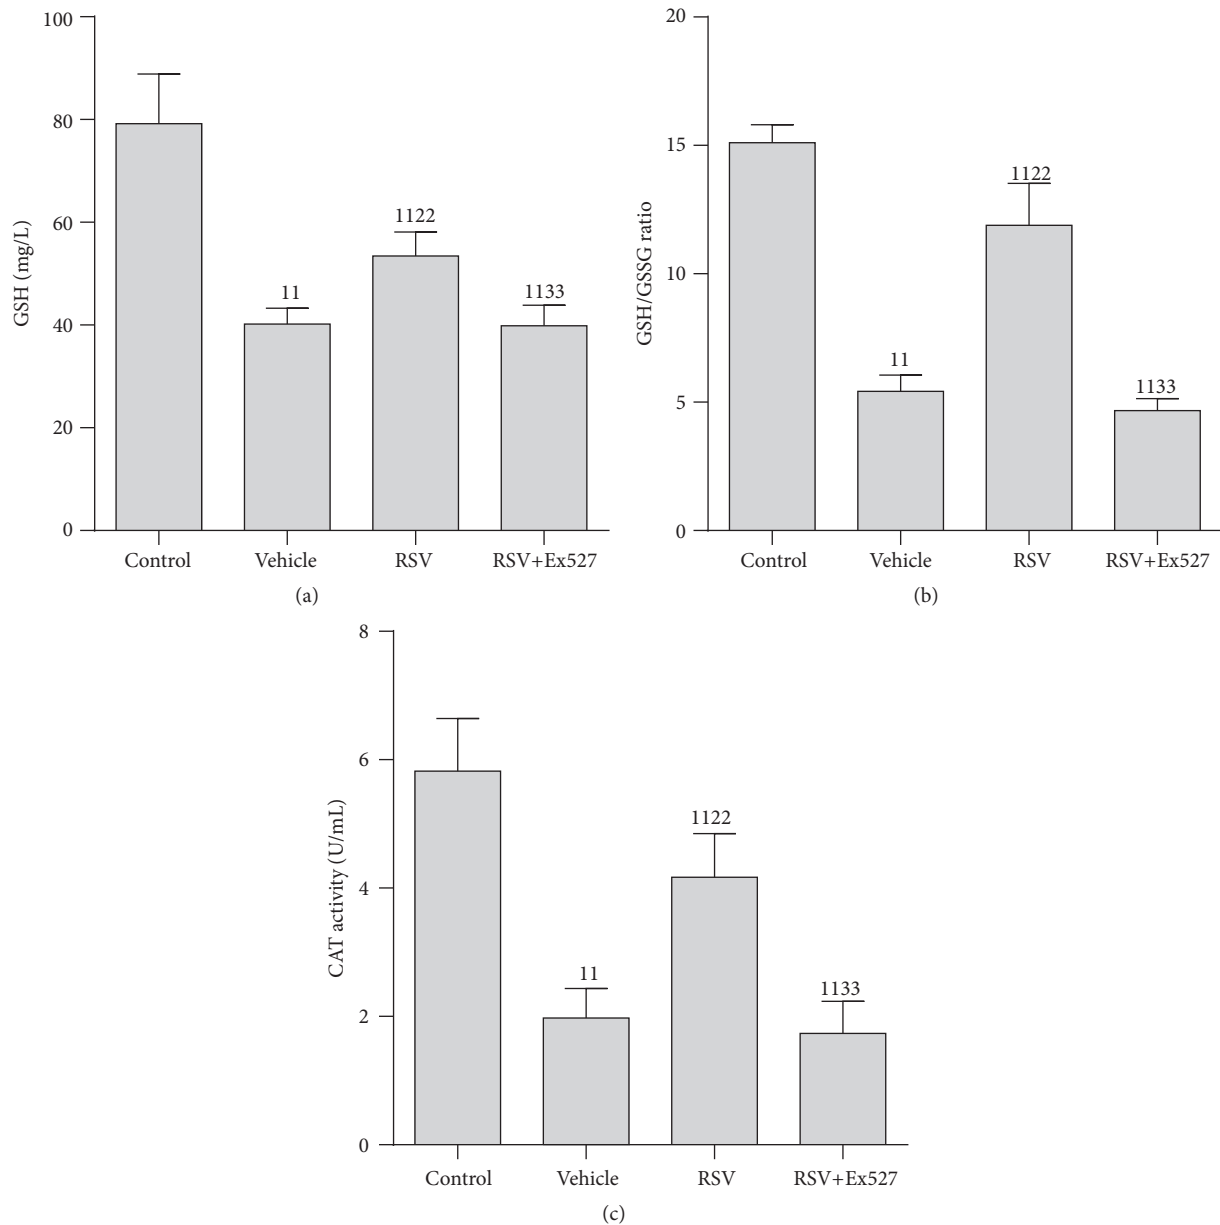 100
80
60
40
20
0
GSH (mg/L)
11
1122
1133
Control
Vehicle
RSV
RSV+Ex527
(a)
20
15
10
5
0
GSH/GSSG ratio
11
1122
1133
Control
Vehicle
RSV
RSV+Ex527
(b)
8
6
4
2
0
CAT activity (U/mL)
11
1122
1133
Control
Vehicle
RSV
RSV+Ex527
(c)